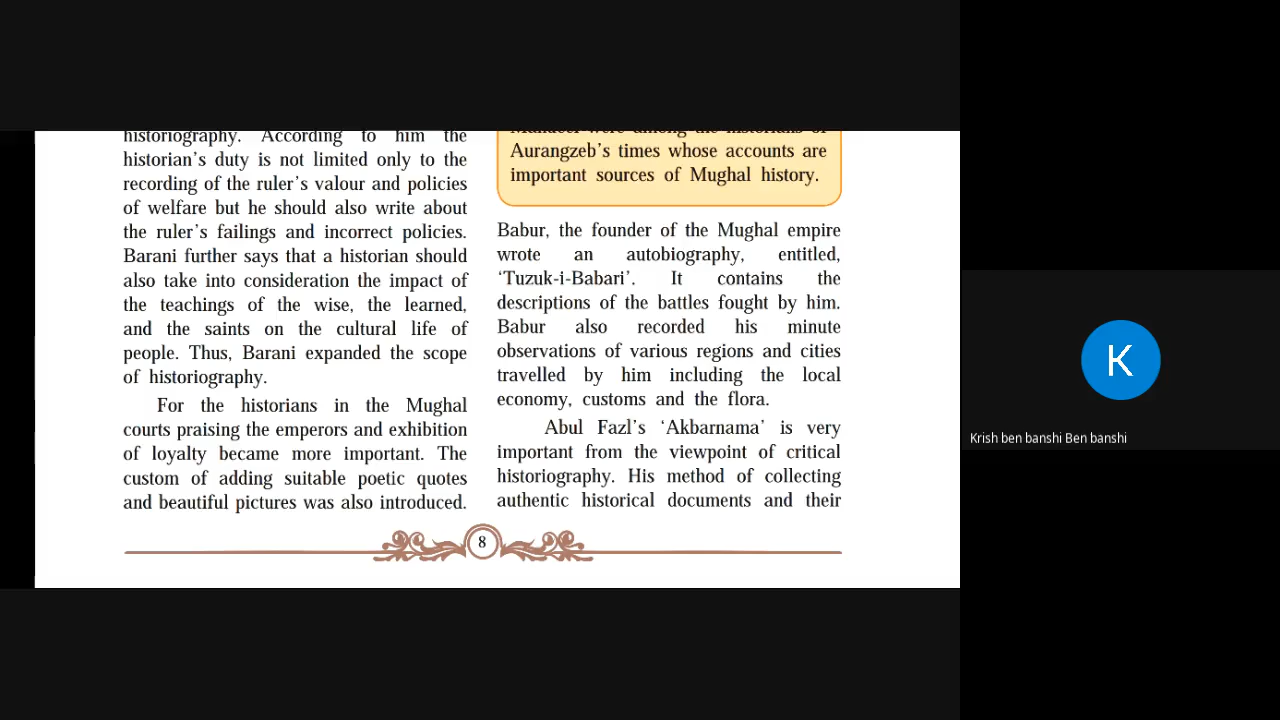 historiography. According to him the
historian's duty is not limited only to the
recording of the ruler's valour and policies
of welfare but he should also write about
the ruler's failings and incorrect policies.
Barani further says that a historian should
also take into consideration the impact of
the teachings of the wise, the learned,
and the saints on the cultural life of
people. Thus, Barani expanded the scope
of historiography.
For the historians in the Mughal
courts praising the emperors and exhibition
of loyalty became more important. The
custom of adding suitable poetic quotes
and beautiful pictures was also introduced.
were among the historians of
Aurangzeb's times whose accounts are
important sources of Mughal history.
Babur, the founder of the Mughal empire
wrote an autobiography, entitled,
'Tuzuk-i-Babari'. It contains the
descriptions of the battles fought by him.
Babur also recorded his minute
observations of various regions and cities
travelled by him including the local
economy, customs and the flora.
Abul Fazl's 'Akbarnama' is very
important from the viewpoint of critical
historiography. His method of collecting
authentic historical documents and their
8
K
Krish ben banshi Ben banshi